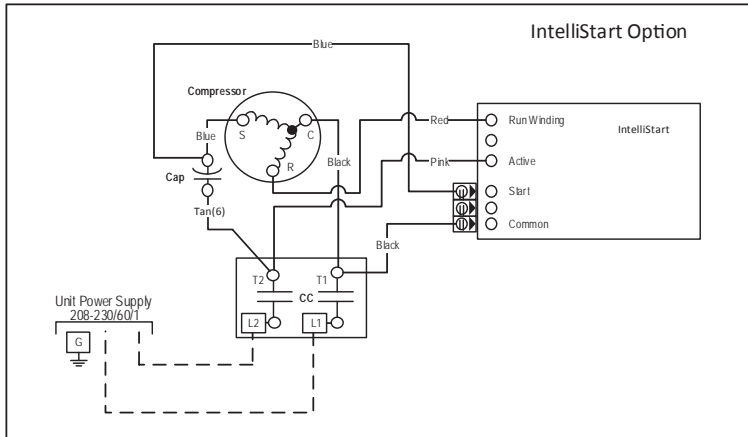 IntelliStart Option
Blue
Compressor
IntelliStart
Red
Run Winding
Blue
S
C
Black
Pink
Active
R
Cap
Start
Tan(6)
Common
Black
T2
T1
CC
Unit Power Supply
208-230/60/1
L2
L1
G